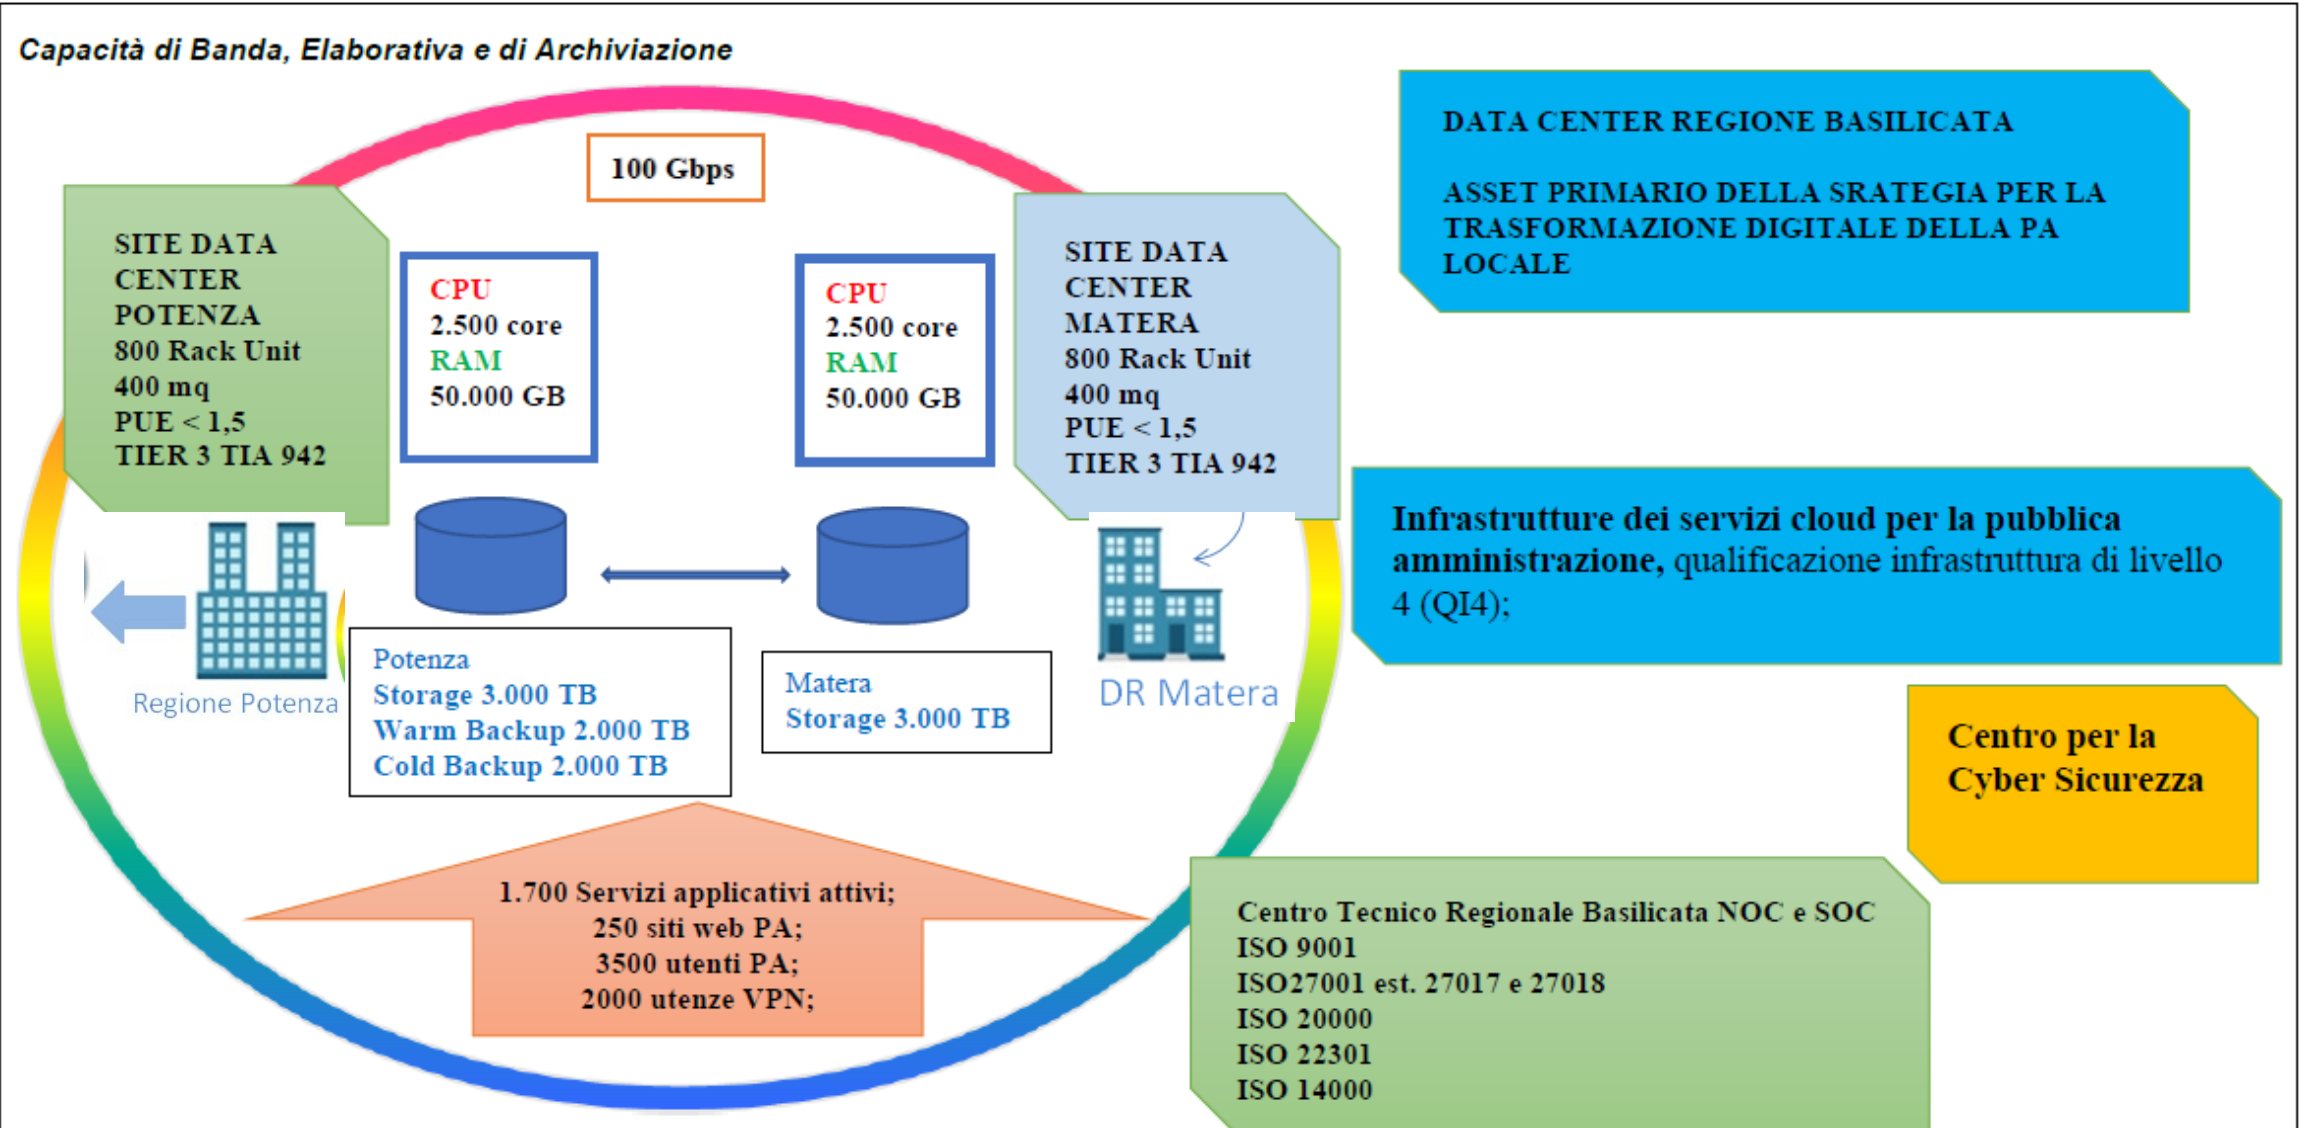 Capacità di Banda, Elaborativa e di Archiviazione
100 Gbps
SITE DATA
CENTER
POTENZA
800 Rack Unit
400 mq
PUE < 1,5
TIER 3 TIA 942
CPU
2.500 core
RAM
50.000 GB
CPU
2.500 core
RAM
50.000 GB
SITE DATA
CENTER
MATERA
800 Rack Unit
400 mq
PUE < 1,5
TIER 3 TIA 942
DATA CENTER REGIONE BASILICATA
ASSET PRIMARIO DELLA SRATEGIA PER LA
TRASFORMAZIONE DIGITALE DELLA PA
LOCALE
Infrastrutture dei servizi cloud per la pubblica
amministrazione, qualificazione infrastruttura di livello
4 (QI4);
Regione Potenza
Potenza
Storage 3.000 TB
Warm Backup 2.000 TB
Cold Backup 2.000 TB
Matera
Storage 3.000 TB
DR Matera
Centro per la
Cyber Sicurezza
1.700 Servizi applicativi attivi;
250 siti web PA;
3500 utenti PA;
2000 utenze VPN;
Centro Tecnico Regionale Basilicata NOC e SOC
ISO 9001
ISO27001 est. 27017 e 27018
ISO 20000
ISO 22301
ISO 14000